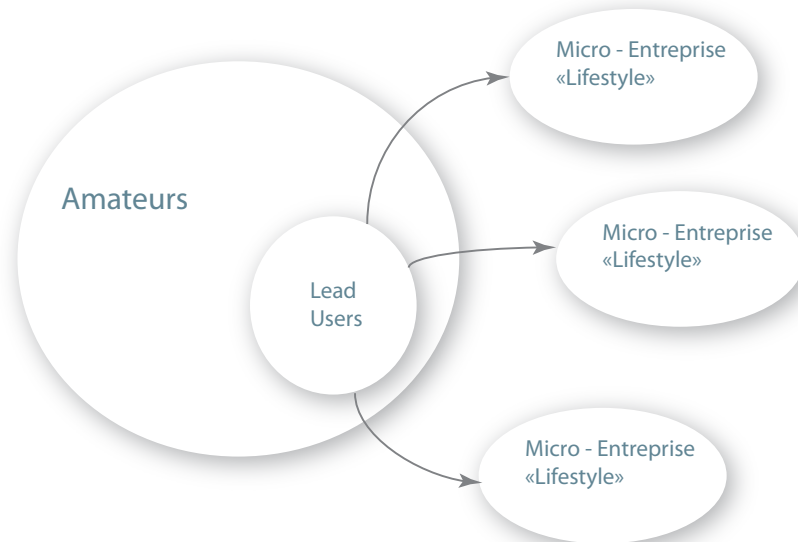 Micro - Entreprise
«Lifestyle»
Amateurs
Micro - Entreprise
«Lifestyle»
Lead
Users
Micro - Entreprise
«Lifestyle»